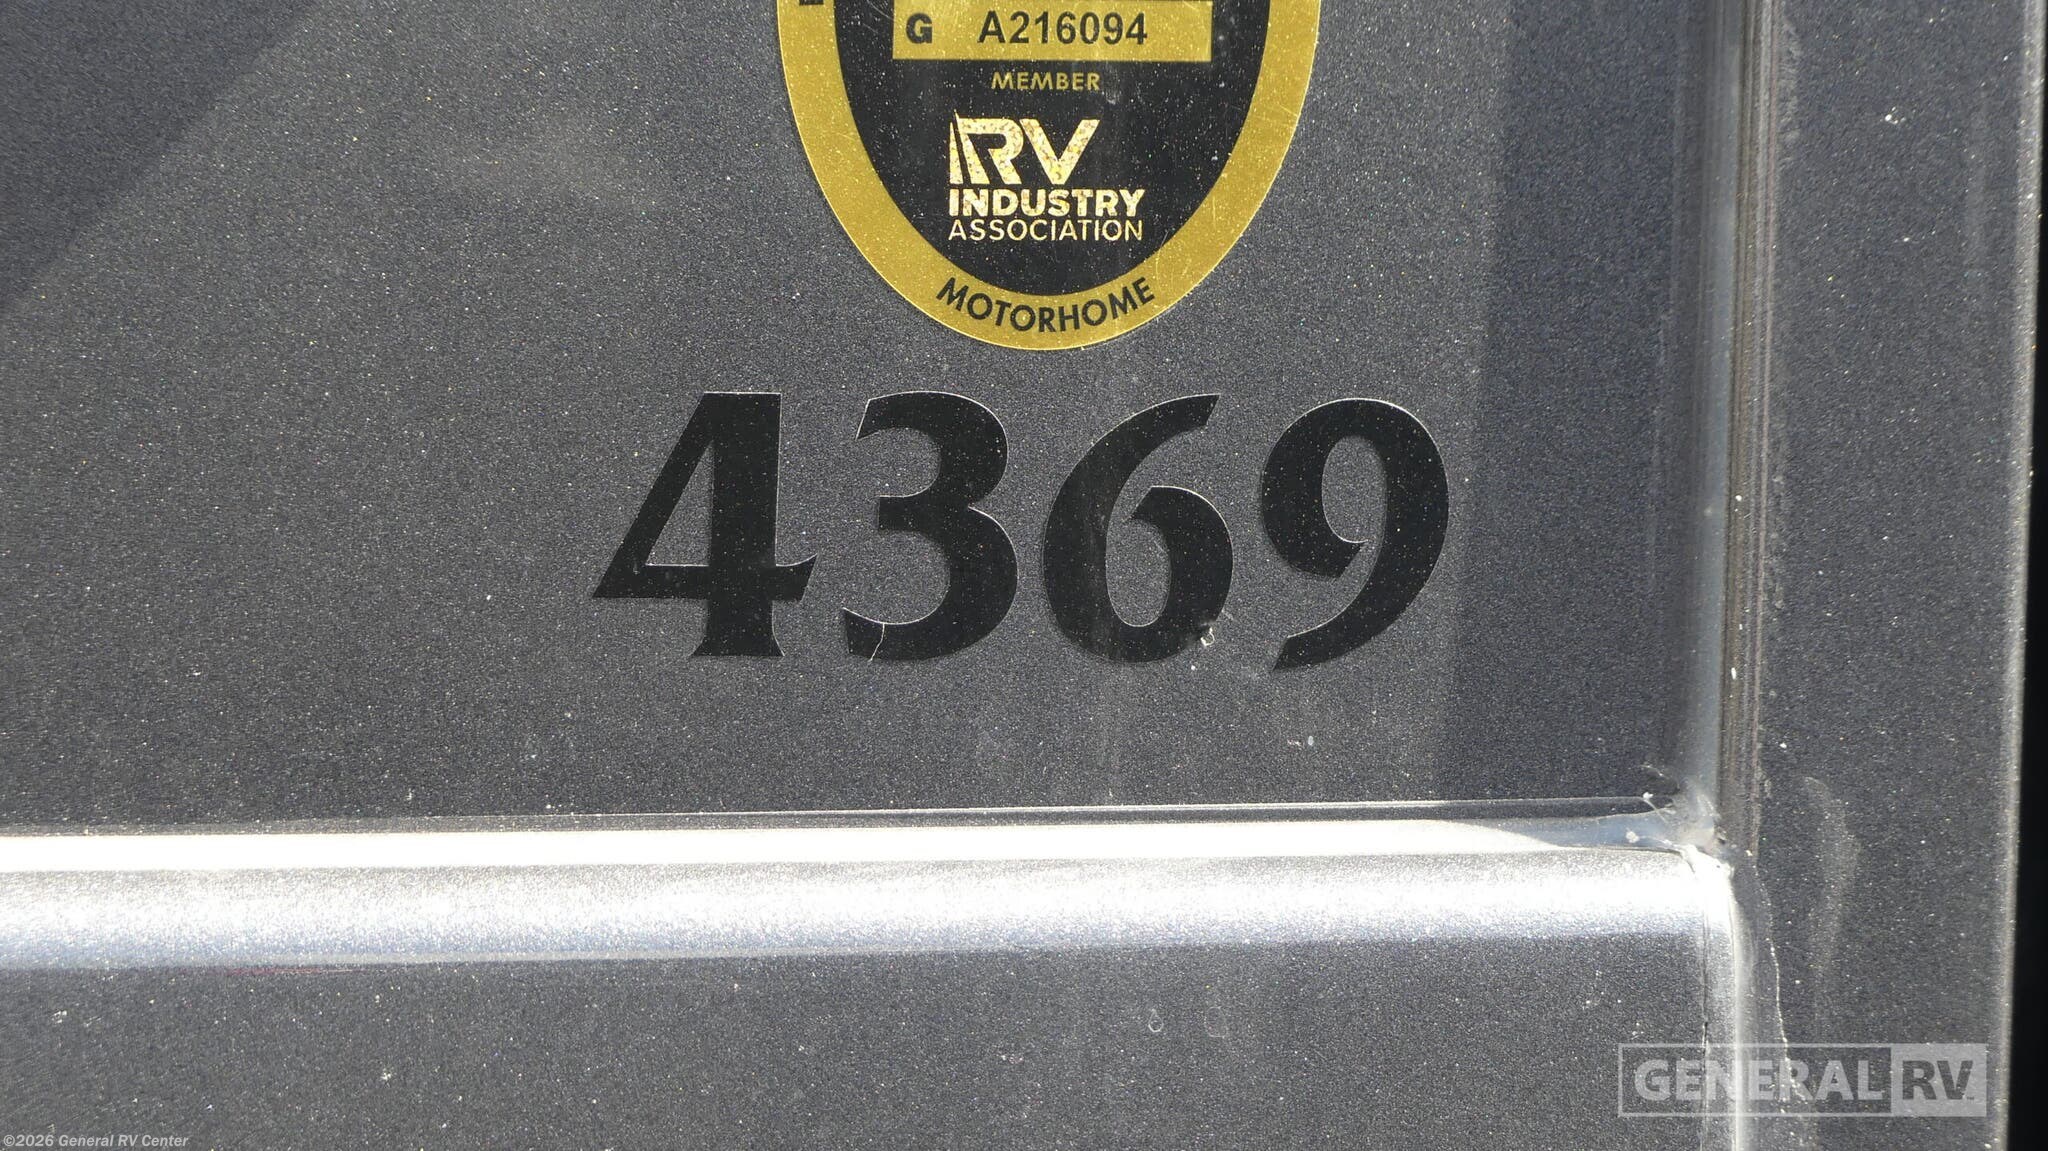 G A216094
MEMBER
RV
INDUSTRY
ASSOCIATION
MOTORHOME
4369
GENERAL RV
©2026 General RV Center